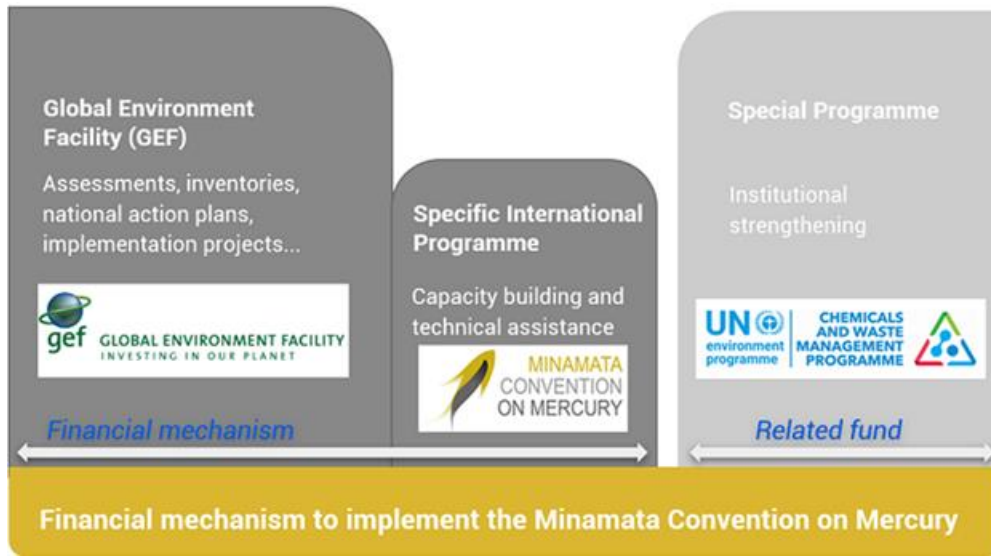 Global Environment
Facility (GEF)
Assessments, inventories,
national action plans,
implementation projects...
gef GLOBAL ENVIRONMENT FACILITY
INVESTING IN OUR PLANET
Specific International
Programme
Capacity building and
technical assistance
MINAMATA
CONVENTION
ON MERCURY
Financial mechanism
Special Programme
Institutional
strengthening
UN
environment
programme
CHEMICALS
AND WASTE
MANAGEMENT
PROGRAMME
Related fund
Financial mechanism to implement the Minamata Convention on Mercury